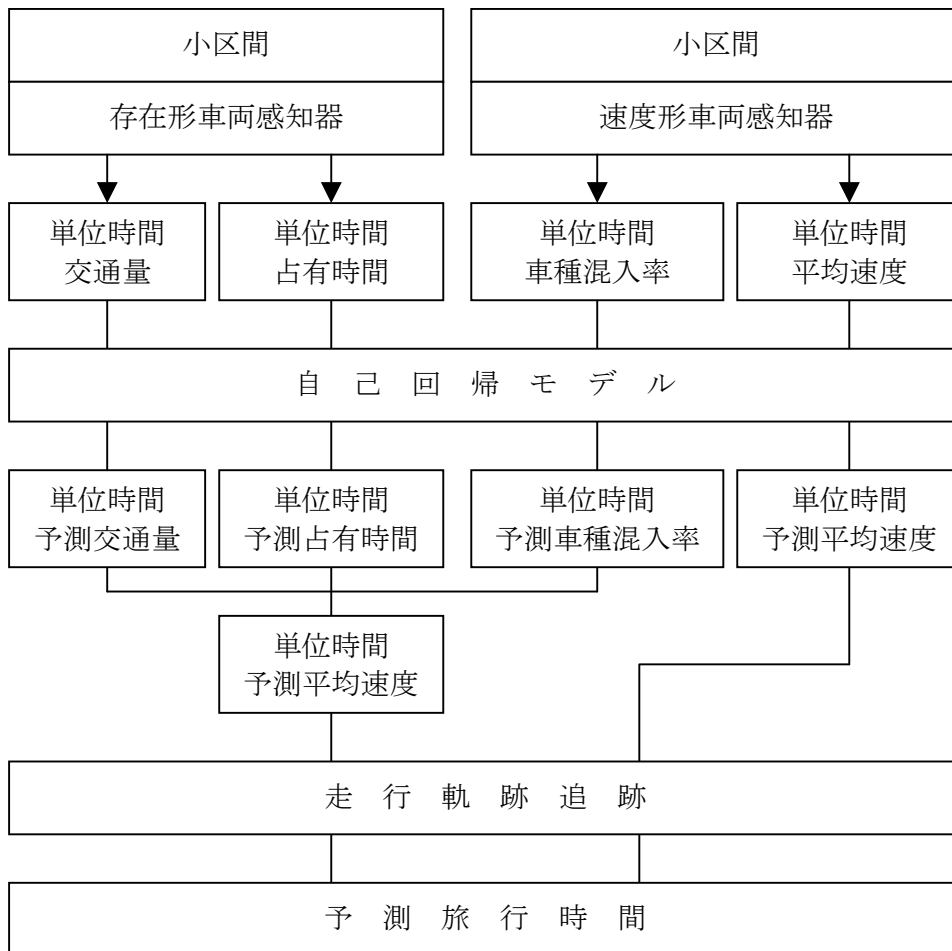 小区間
小区間
存在形車両感知器
速度形車両感知器
単位時間
交通量
単位時間
占有時間
単位時間
車種混入率
単位時間
平均速度
自己回帰モデル
単位時間
予測交通量
単位時間
予測占有時間
単位時間
予測車種混入率
単位時間
予測平均速度
単位時間
予測平均速度
走行軌跡追跡
予測旅行時間